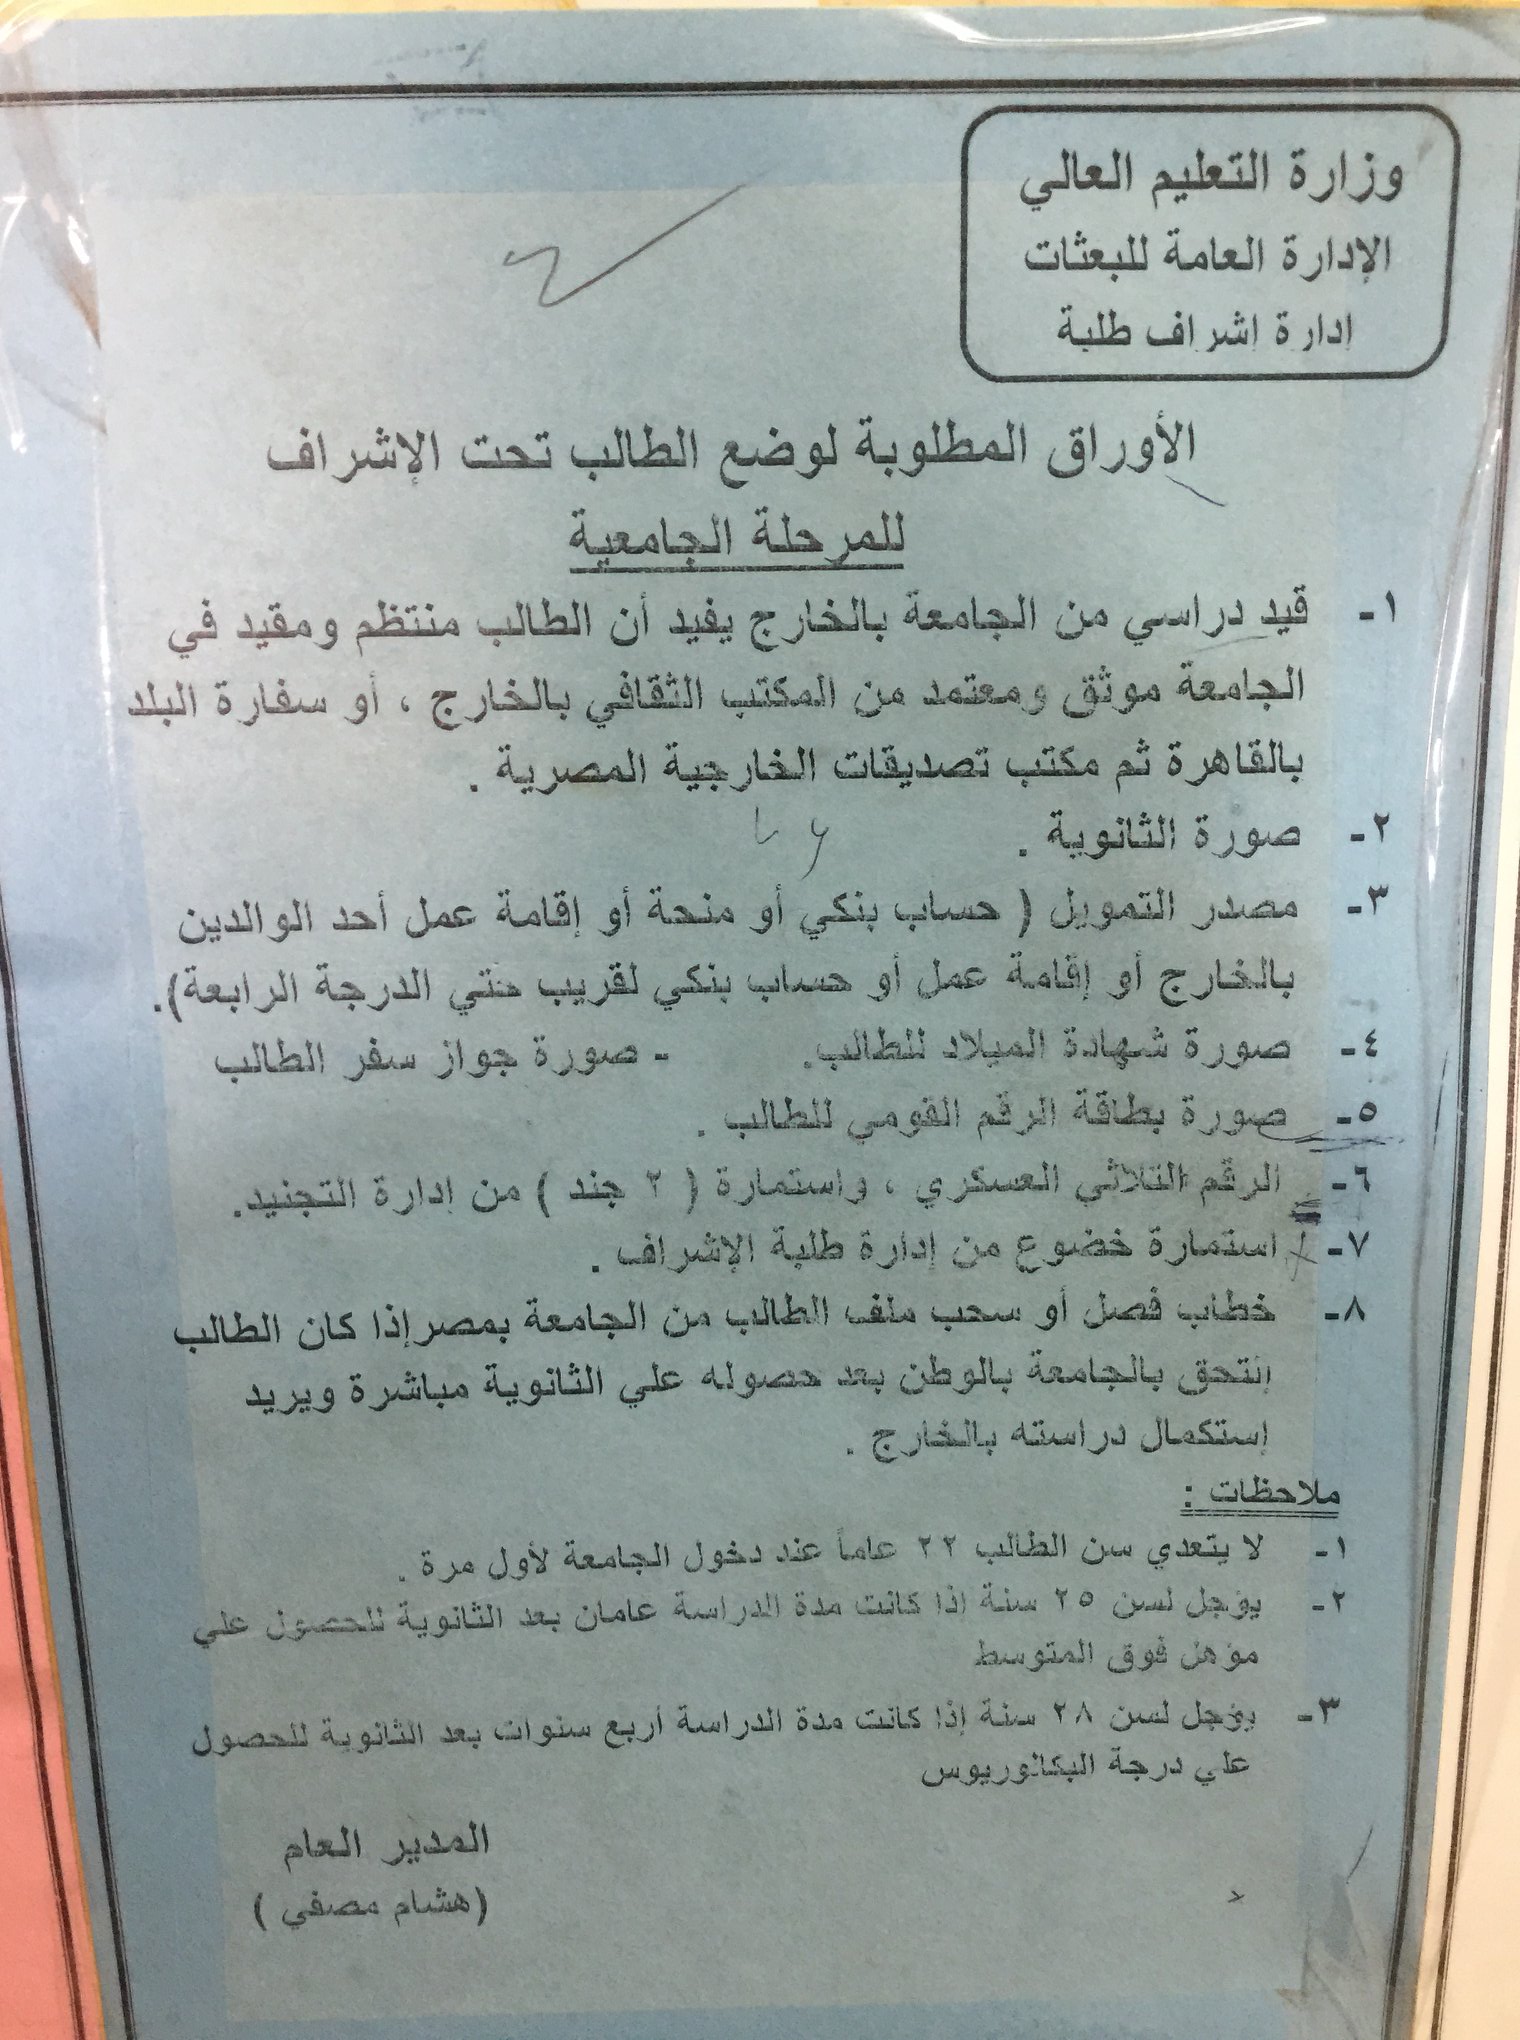 وزارة التعليم العالي
الإدارة العامة للبعثات
إدارة إشراف طلبة
الأوراق المطلوبة لوضع الطالب تحت الإشراف
للمرحلة الجامعية
١- قيد دراسي من الجامعة بالخارج يفيد أن الطالب منتظم ومقيد في
الجامعة موثق ومعتمد من المكتب الثقافي بالخارج ، أو سفارة البلد
بالقاهرة ثم مكتب تصديقات الخارجية المصرية .
٢- صورة الثانوية .
٣- مصدر التمويل ( حساب بنكي أو منحة أو إقامة عمل أحد الوالدين
بالخارج أو إقامة عمل أو حساب بنكي لقريب حتي الدرجة الرابعة).
٤- صورة شهادة الميلاد للطالب. - صورة جواز سفر الطالب
٥- صورة بطاقة الرقم القومي للطالب .
٦- الرقم الثلاثي العسكري ، واستمارة ( ٢ جند ) من إدارة التجنيد.
٧- استمارة خضوع من إدارة طلبة الإشراف .
٨- خطاب فصل أو سحب ملف الطالب من الجامعة بمصر إذا كان الطالب
إلتحق بالجامعة بالوطن بعد حصوله علي الثانوية مباشرة ويريد
إستكمال دراسته بالخارج .
ملاحظات :
١- لا يتعدي سن الطالب ٢٢ عاماً عند دخول الجامعة لأول مرة .
٢- يؤجل لسن ٢٥ سنة إذا كانت مدة الدراسة عامان بعد الثانوية للحصول علي
مؤهل فوق المتوسط
٣- يؤجل لسن ٢٨ سنة إذا كانت مدة الدراسة أربع سنوات بعد الثانوية للحصول
علي درجة البكالوريوس
المدير العام
(هشام مصفي )